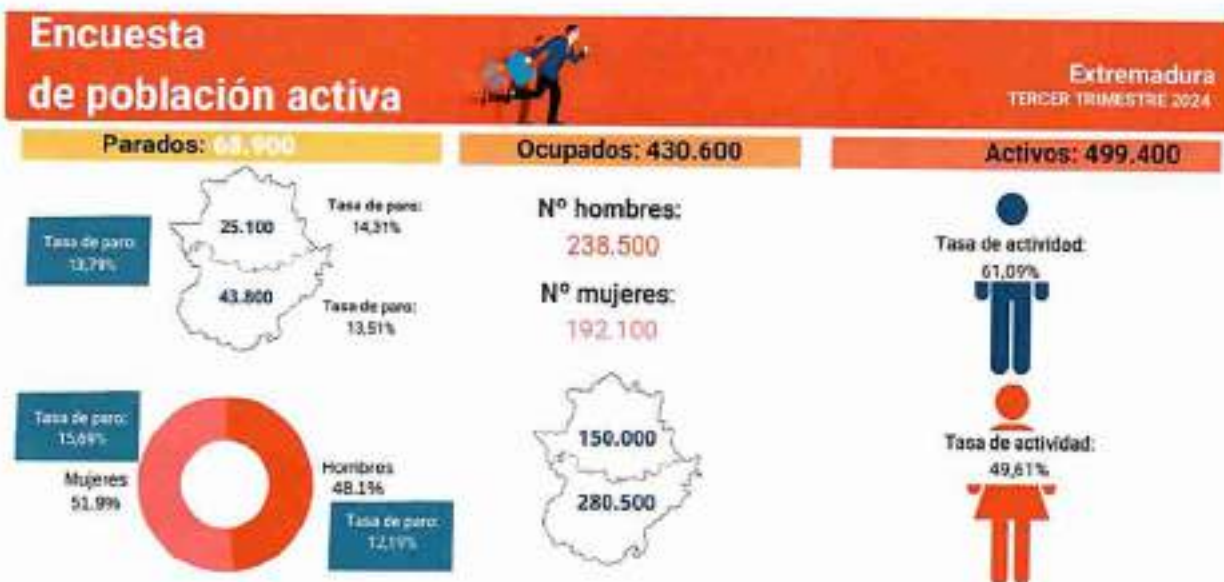 Encuesta
de población activa
Extremadura
TERCER TRIMESTRE 2024
Parados: 68.900
Ocupados: 430.600
Activos: 499.400
Tasa de paro:
13,79%
25.100
Tasa de paro:
14,31%
43.800
Tasa de paro:
13,51%
Nº hombres:
238.500
Nº mujeres:
192.100
Tasa de actividad:
61,09%
Tasa de paro:
15,69%
Mujeres
51.9%
Hombres
48.1%
Tasa de paro:
12,19%
150.000
280.500
Tasa de actividad:
49,61%